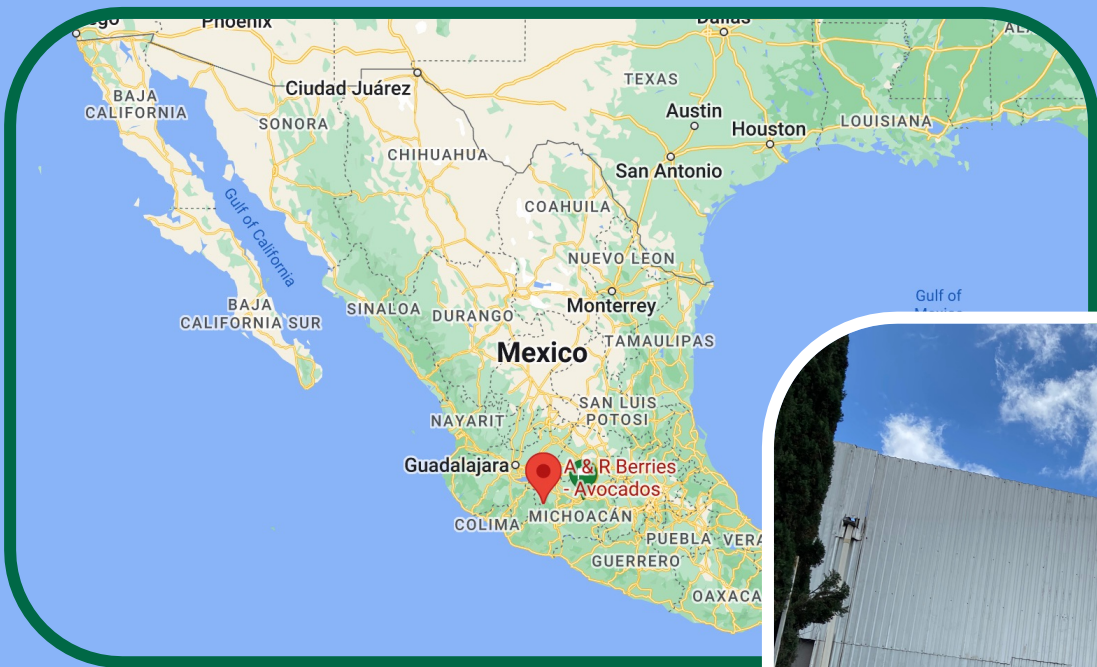 Phoenix
Dallas
BAJA
CALIFORNIA
SONORA
Ciudad Juárez
CHIHUAHUA
TEXAS
Austin
Houston
LOUISIANA
San Antonio
COAHUILA
Gulf of California
NUEVO LEON
Gulf of
Mexico
BAJA
CALIFORNIA SUR
SINALOA
DURANGO
Monterrey
TAMAULIPAS
Mexico
SAN LUIS
POTOSI
NAYARIT
Guadalajara
A & R Berries
- Avocados
COLIMA
MICHOACÁN
PUEBLA
GUERRERO
OAXACA